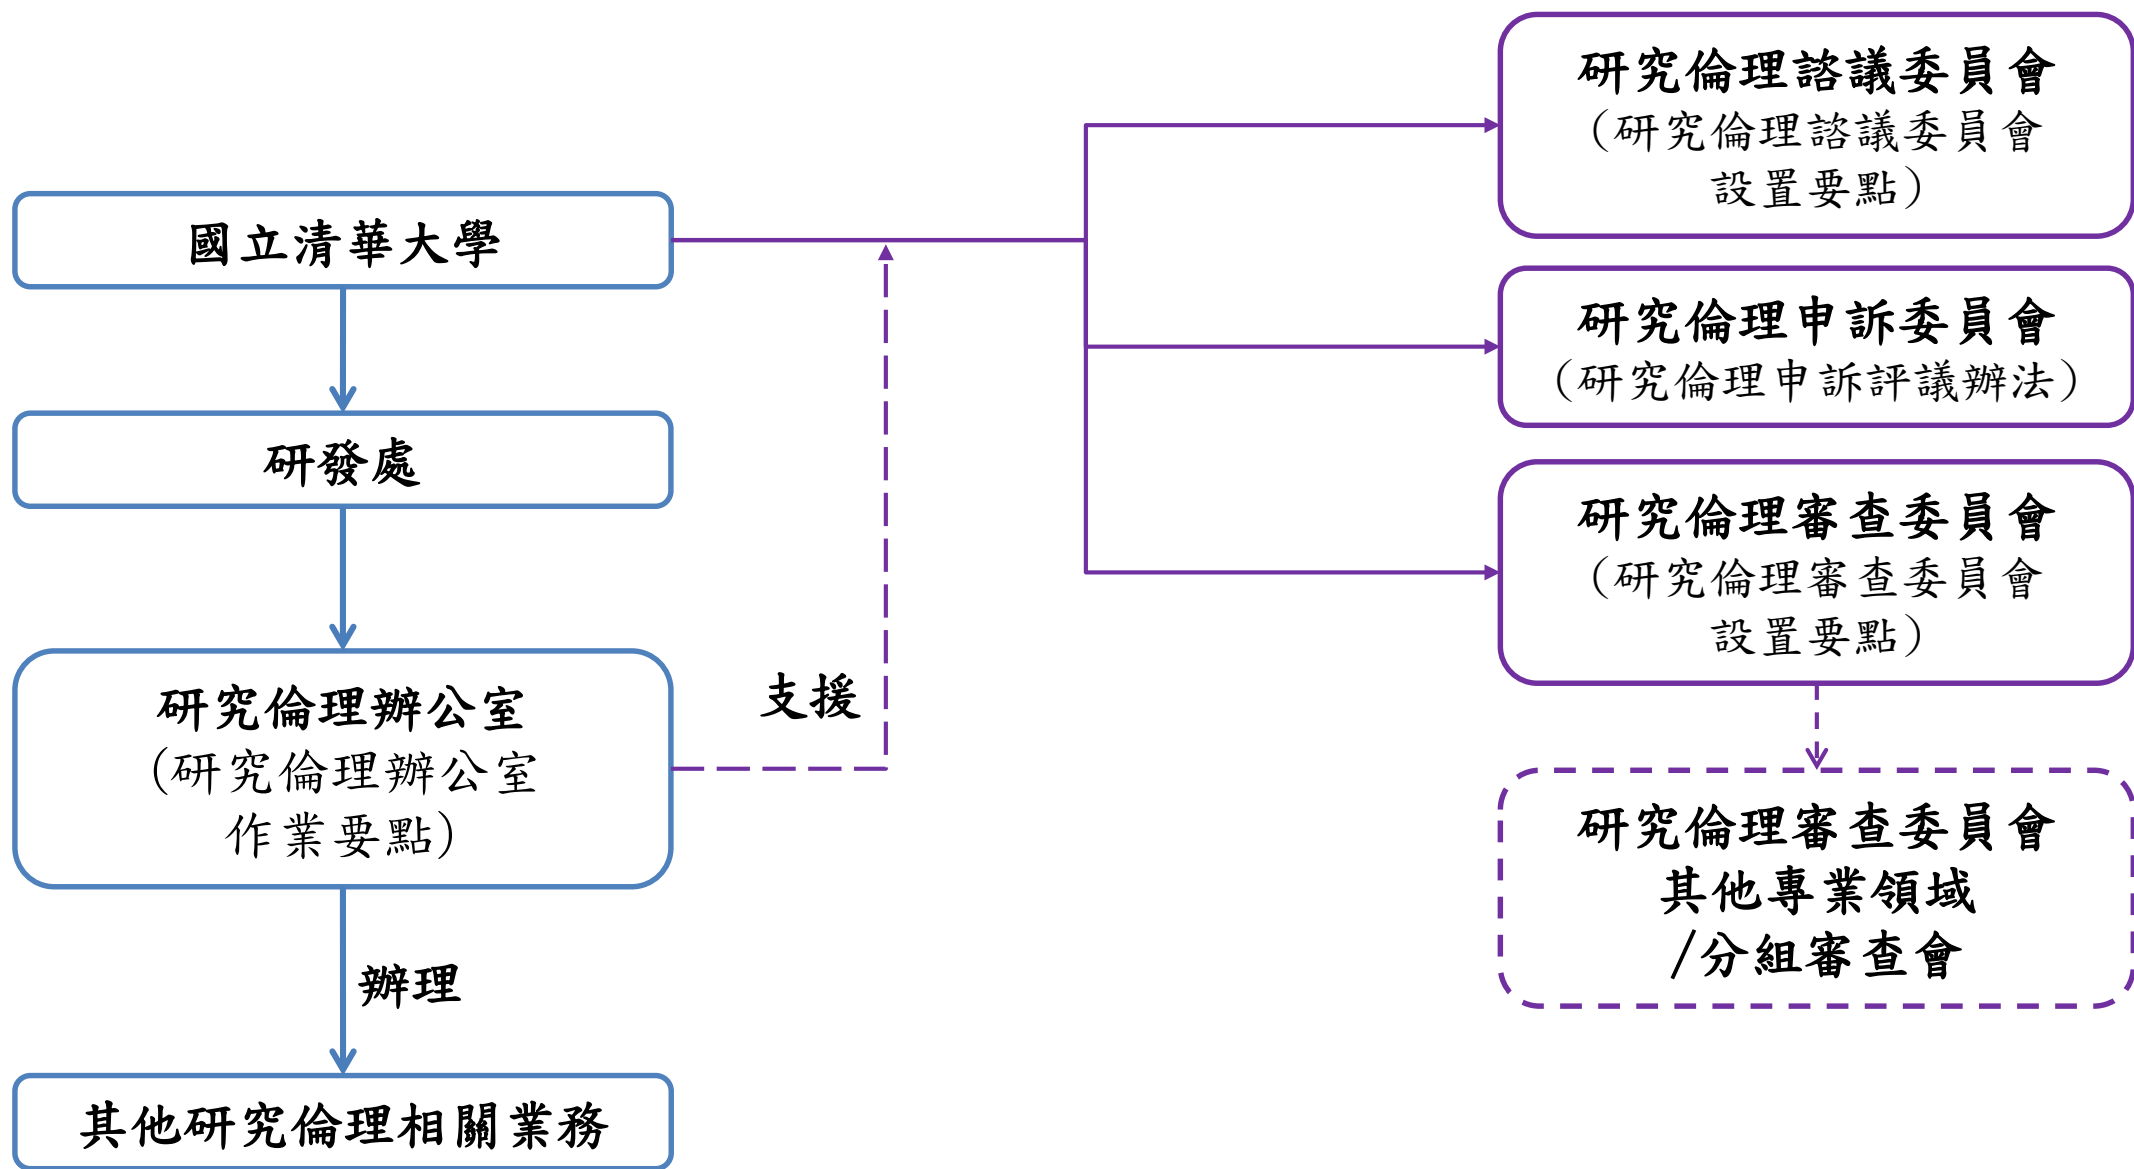 國立清華大學
研發處
研究倫理辦公室
(研究倫理辦公室
作業要點)
支援
辦理
其他研究倫理相關業務
研究倫理諮議委員會
(研究倫理諮議委員會
設置要點)
研究倫理申訴委員會
(研究倫理申訴評議辦法)
研究倫理審查委員會
(研究倫理審查委員會
設置要點)
研究倫理審查委員會
其他專業領域
/分組審查會